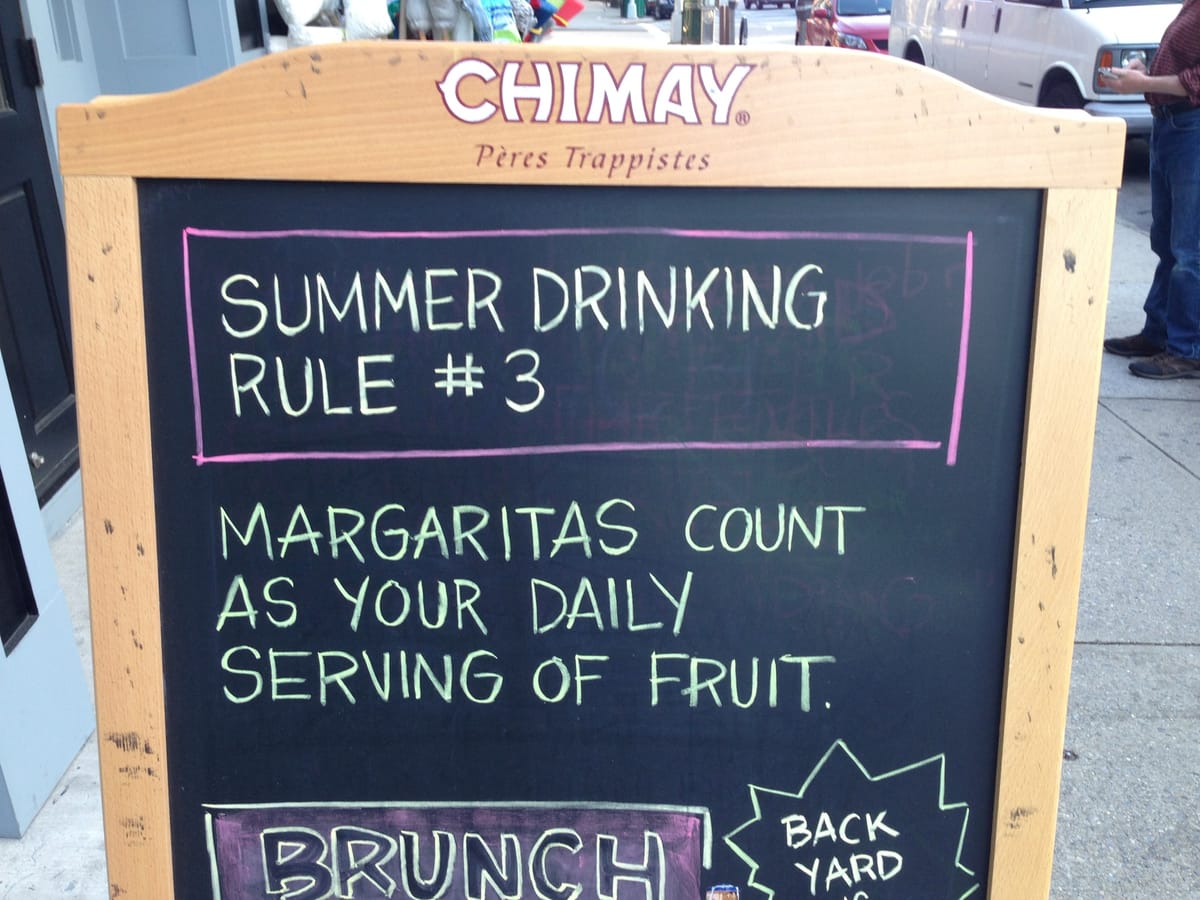 CHIMAY®
Pères Trappistes
SUMMER DRINKING
RULE #3
MARGARITAS COUNT
AS YOUR DAILY
SERVING OF FRUIT.
BRUNCH
BACK
YARD